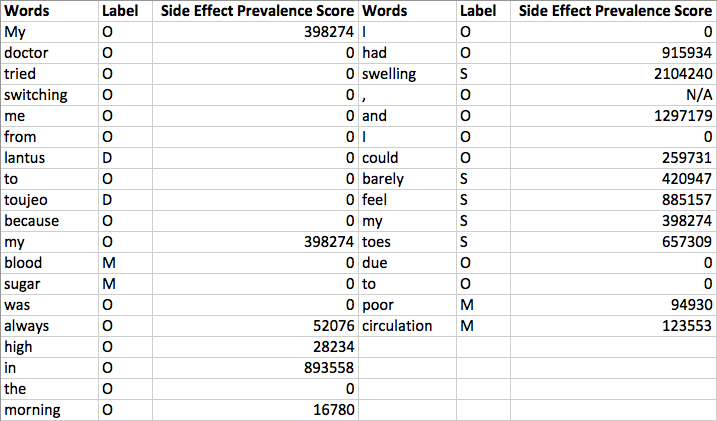 Words Label Side Effect Prevalence Score Words Label Side Effect Prevalence Score
My O 398274 I O 0
doctor O 0 had O 915934
tried O 0 swelling S 2104240
switching O 0 , O N/A
me O 0 and O 1297179
from O 0 I O 0
lantus D 0 could O 259731
to O 0 barely S 420947
toujeo D 0 feel S 885157
because O 0 my S 398274
my O 398274 toes S 657309
blood M 0 due O 0
sugar M 0 to O 0
was O 0 poor M 94930
always O 52076 circulation M 123553
high O 28234
in O 893558
the O 0
morning O 16780